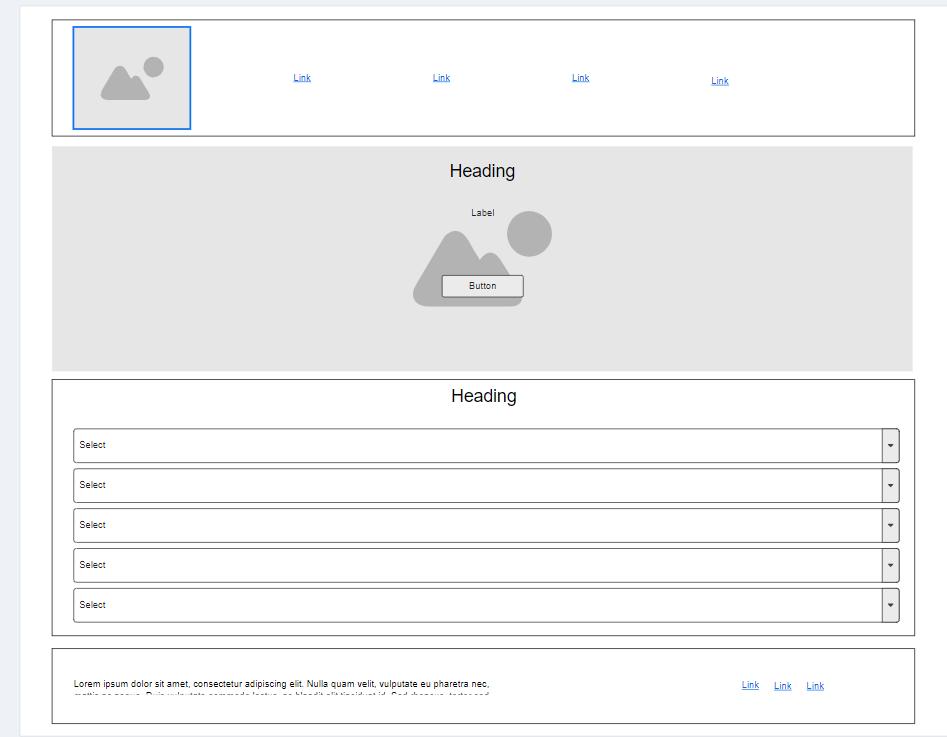 Link
Link
Link
Link
Heading
Label
Button
Heading
Select
Select
Select
Select
Select
Lorem ipsum dolor sit amet, consectetur adipiscing elit. Nulla quam velit, vulputate eu pharetra nec,
Link
Link
Link